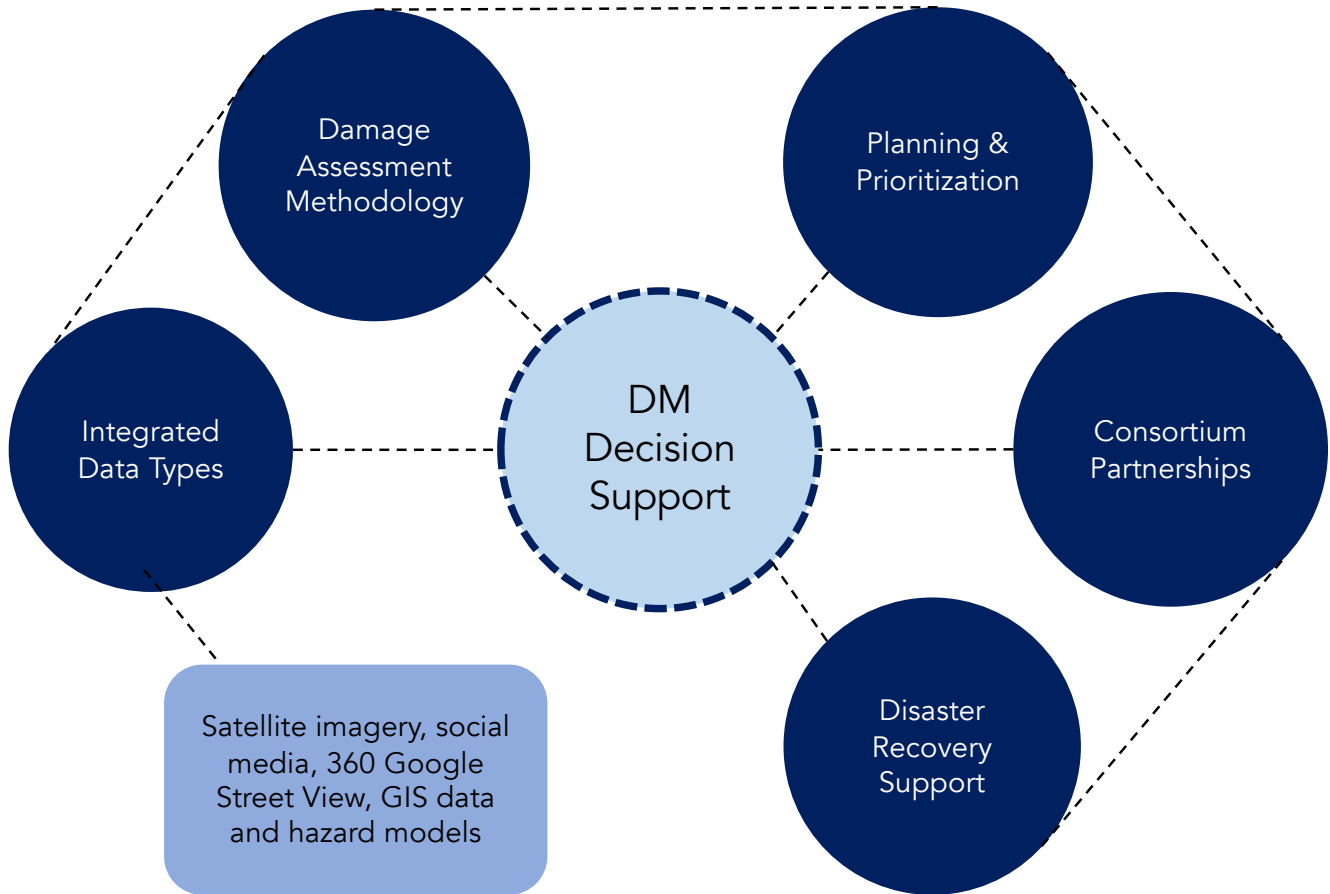 Damage
Assessment
Methodology
Planning &
Prioritization
Integrated
Data Types
DM
Decision
Support
Consortium
Partnerships
Satellite imagery, social
media, 360 Google
Street View, GIS data
and hazard models
Disaster
Recovery
Support